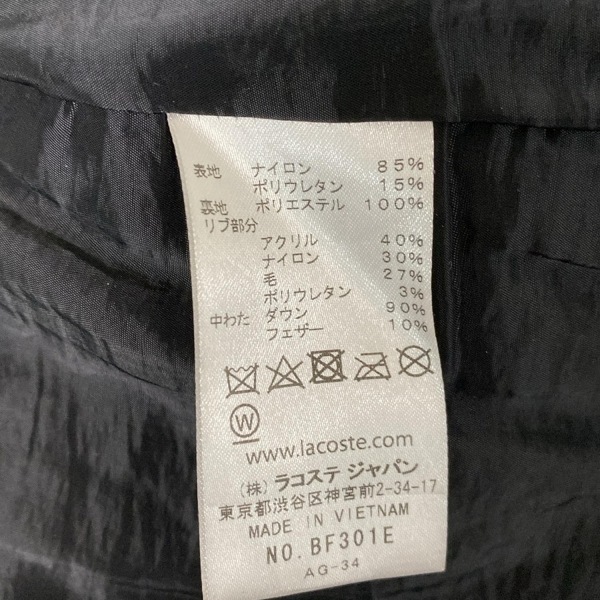 表地 ナイロン 85%
ポリウレタン 15%
裏地 ポリエステル 100%
リブ部分
アクリル 40%
ナイロン 30%
毛 27%
ポリウレタン 3%
中わた ダウン 90%
フェザー 10%
W
www.lacoste.com
(株) ラコステ ジャパン
東京都渋谷区神宮前2-34-17
MADE IN VIETNAM
NO. BF301E
AG-34